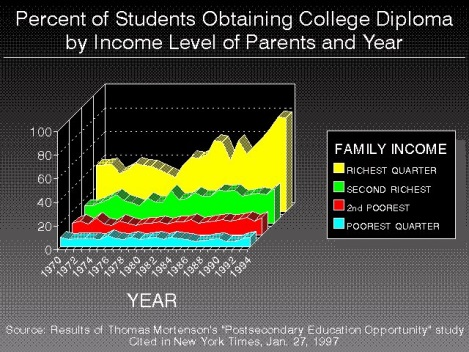 Percent of Students Obtaining College Diploma
by Income Level of Parents and Year
100
80
60
40
20
0
1970
1972
1974
1976
1978
1980
1982
1984
1986
1988
1990
1992
1994
YEAR
FAMILY INCOME
RICHEST QUARTER
SECOND RICHEST
2nd POOREST
POOREST QUARTER
Source: Results of Thomas Mortenson's "Postsecondary Education Opportunity" study
Cited in New York Times, Jan. 27, 1997